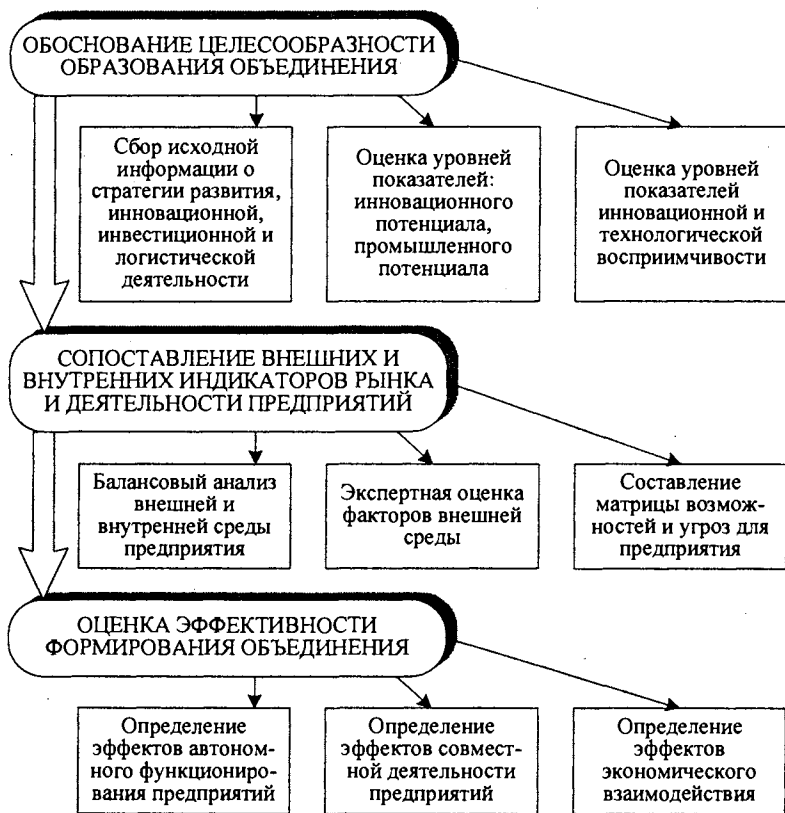 ОБОСНОВАНИЕ ЦЕЛЕСООБРАЗНОСТИ
ОБРАЗОВАНИЯ ОБЪЕДИНЕНИЯ
Сбор исходной
информации о
стратегии развития,
инновационной,
инвестиционной и
логистической
деятельности
Оценка уровней
показателей:
инновационного
потенциала,
промышленного
потенциала
Оценка уровней
показателей
инновационной и
технологической
восприимчивости
СОПОСТАВЛЕНИЕ ВНЕШНИХ И
ВНУТРЕННИХ ИНДИКАТОРОВ РЫНКА
И ДЕЯТЕЛЬНОСТИ ПРЕДПРИЯТИЙ
Балансовый анализ
внешней и
внутренней среды
предприятия
Экспертная оценка
факторов внешней
среды
Составление
матрицы возмож-
ностей и угроз для
предприятия
ОЦЕНКА ЭФФЕКТИВНОСТИ
ФОРМИРОВАНИЯ ОБЪЕДИНЕНИЯ
Определение
эффектов автоном-
ного функциониро-
вания предприятий
Определение
эффектов совмест-
ной деятельности
предприятий
Определение
эффектов
экономического
взаимодействия